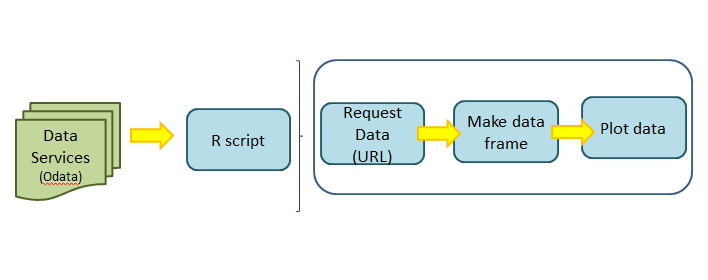 Data
Services
(Odata)
R script
Request
Data
(URL)
Make data
frame
Plot data